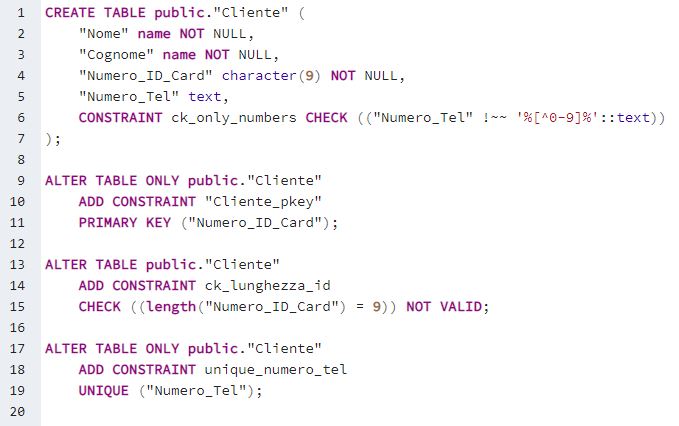 1 CREATE TABLE public."Cliente" (
2     "Nome" name NOT NULL,
3     "Cognome" name NOT NULL,
4     "Numero_ID_Card" character(9) NOT NULL,
5     "Numero_Tel" text,
6     CONSTRAINT ck_only_numbers CHECK (("Numero_Tel" !~~ '%[^0-9]%'::text))
7 );
8
9 ALTER TABLE ONLY public."Cliente"
10     ADD CONSTRAINT "Cliente_pkey"
11     PRIMARY KEY ("Numero_ID_Card");
12
13 ALTER TABLE public."Cliente"
14     ADD CONSTRAINT ck_lunghezza_id
15     CHECK ((length("Numero_ID_Card") = 9)) NOT VALID;
16
17 ALTER TABLE ONLY public."Cliente"
18     ADD CONSTRAINT unique_numero_tel
19     UNIQUE ("Numero_Tel");
20